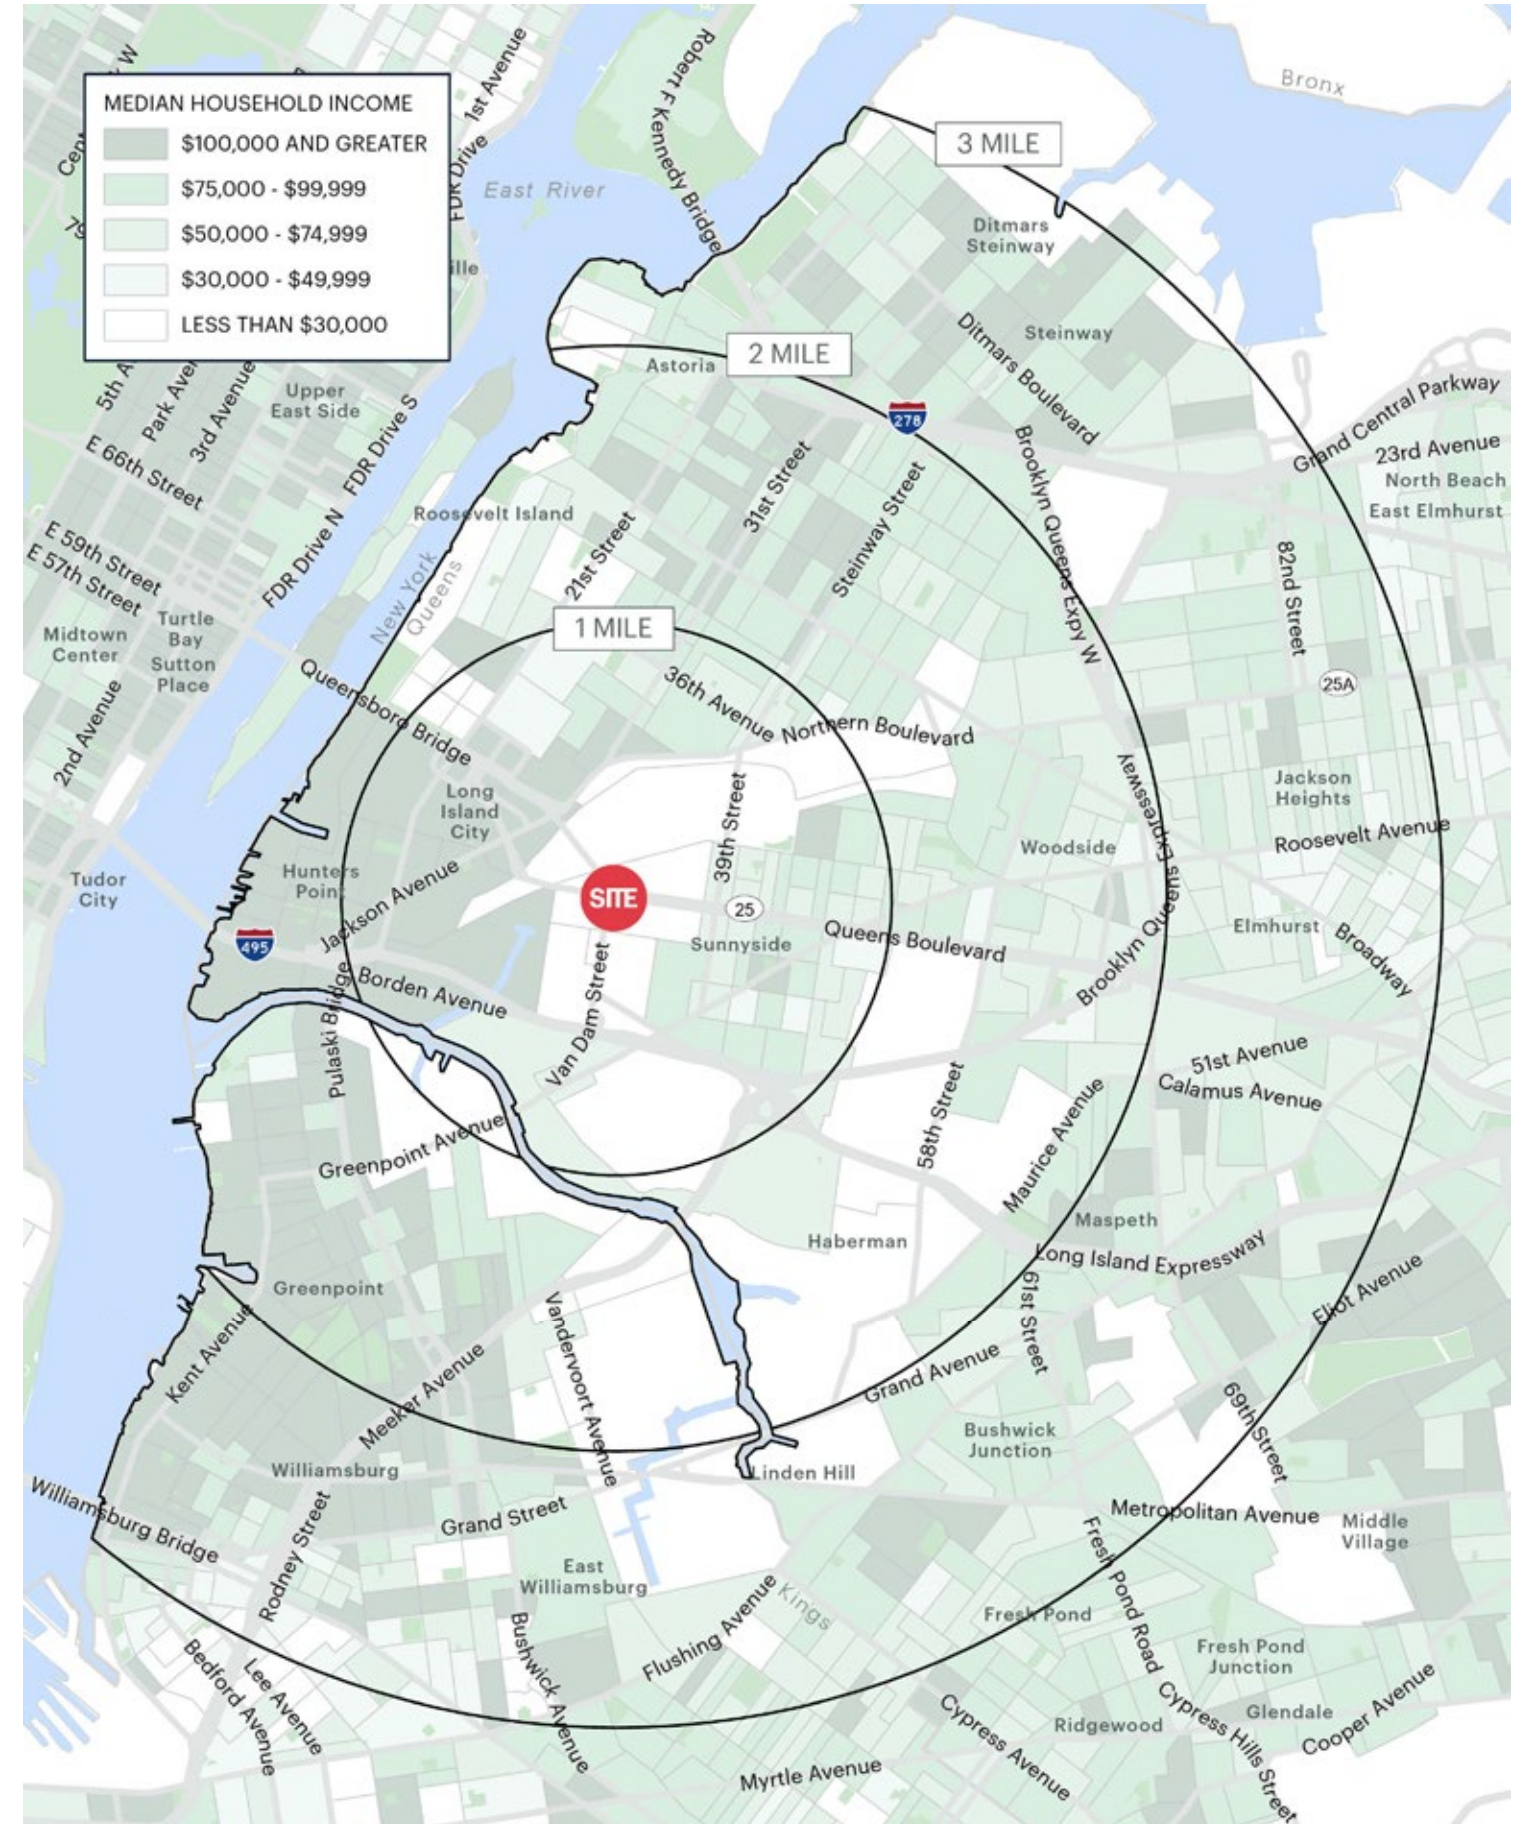 MEDIAN HOUSEHOLD INCOME
$100,000 AND GREATER
$75,000 - $99,999
$50,000 - $74,999
$30,000 - $49,999
LESS THAN $30,000
1st Avenue
FDR Drive
East River
Robert F Kennedy Bridge
Bronx
3 MILE
Ditmars
Steinway
Steinway
Ditmars Boulevard
2 MILE
Astoria
278
Grand Central Parkway
23rd Avenue
North Beach
East Elmhurst
Upper
East Side
Park Aven
3rd Avenue
E 66th Street
FDR Drive S
E 59th Street
E 57th Street
FDR Drive N
Roosevelt Island
New York
Queens
21st Street
31st Street
Steinway Street
Brooklyn Queens Expy W
82nd Street
25A
Midtown
Center
Turtle
Bay
Sutton
Place
2nd Avenue
1 MILE
Queensboro Bridge
36th Avenue
Northern Boulevard
Long
Island
City
39th Street
Jackson
Heights
Roosevelt Avenue
Woodside
Brooklyn Queens Expressway
Tudor
City
Hunters
Point
Jackson Avenue
SITE
25
Sunnyside
Queens Boulevard
Elmhurst
Broadway
495
Borden Avenue
Pulaski Bridge
Van Dam Street
51st Avenue
Calamus Avenue
58th Street
Maurice Avenue
Greenpoint Avenue
Maspeth
Haberman
Long Island Expressway
Greenpoint
61st Street
Eliot Avenue
Kent Avenue
Vandervoort Avenue
Meeker Avenue
Grand Avenue
69th Street
Bushwick
Junction
Williamsburg
Linden Hill
Williamsburg Bridge
Grand Street
Metropolitan Avenue
Middle
Village
Rodney Street
East
Williamsburg
Flushing Avenue
Kings
Fresh Pond
Fresh Pond Road
Fresh Pond
Junction
Bushwick Avenue
Bedford Avenue
Lee Avenue
Cypress Avenue
Ridgewood
Cypress Hills Street
Glendale
Cooper Avenue
Myrtle Avenue